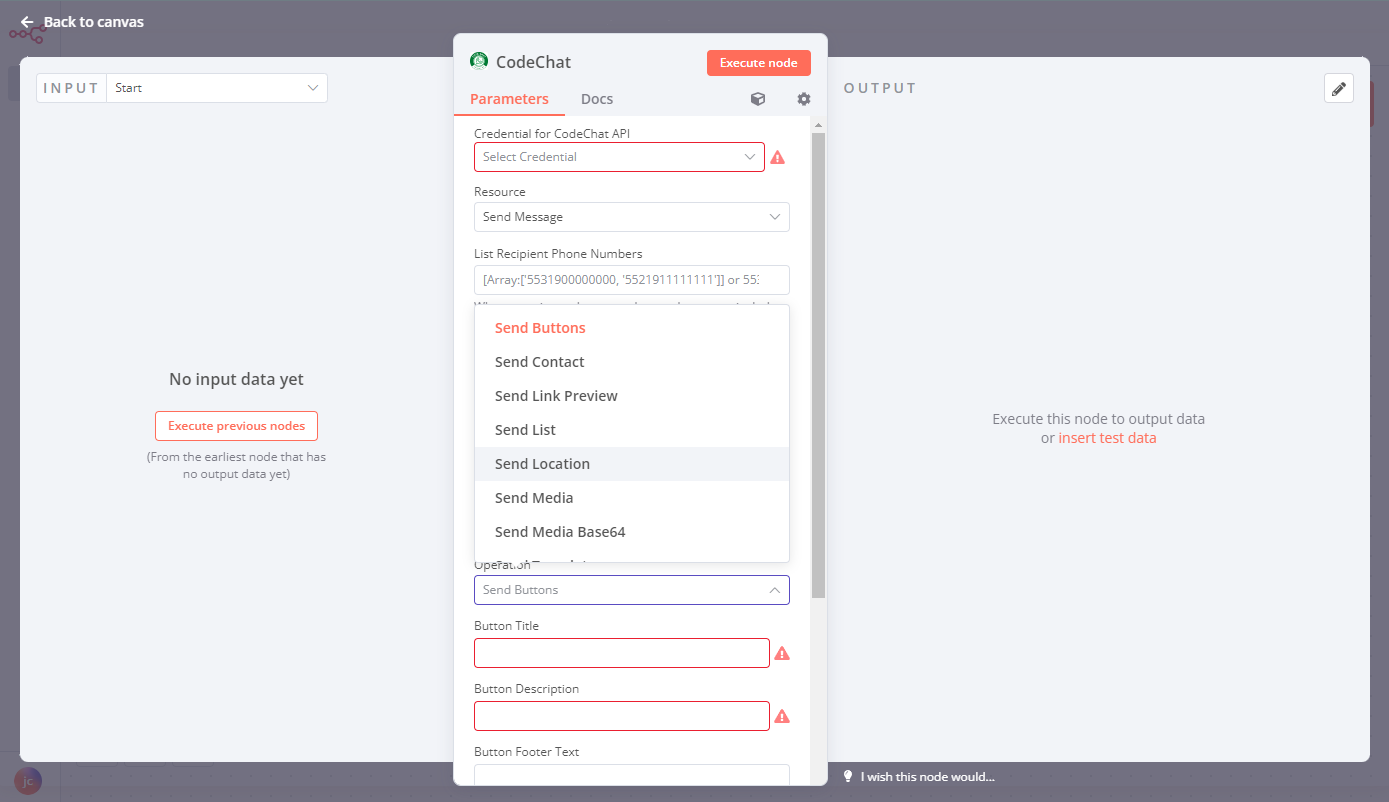 Back to canvas
INPUT
Start
No input data yet
Execute previous nodes
(From the earliest node that has
no output data yet)
CodeChat
Execute node
Parameters
Docs
Credential for CodeChat API
Select Credential
Resource
Send Message
List Recipient Phone Numbers
[Array:['5531900000000, '5521911111111']] or 553
Send Buttons
Send Contact
Send Link Preview
Send List
Send Location
Send Media
Send Media Base64
Operation
Send Buttons
Button Title
Button Description
Button Footer Text
OUTPUT
Execute this node to output data
or insert test data
I wish this node would...
jc